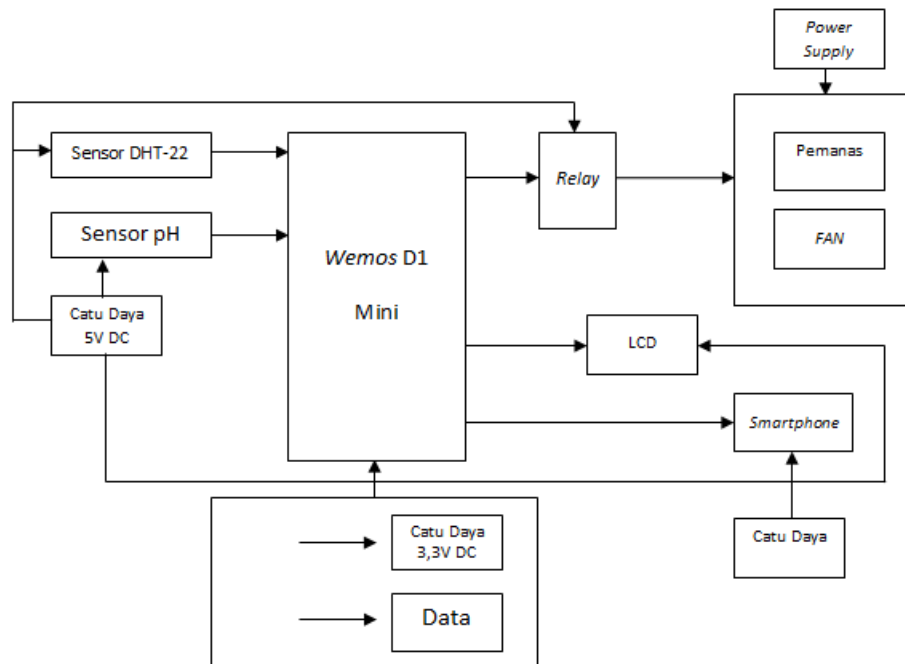 Power
Supply
Sensor DHT-22
Relay
Pemanas
Sensor pH
FAN
Wemos D1
Mini
Catu Daya
5V DC
LCD
Smartphone
Catu Daya
3,3V DC
Catu Daya
Data